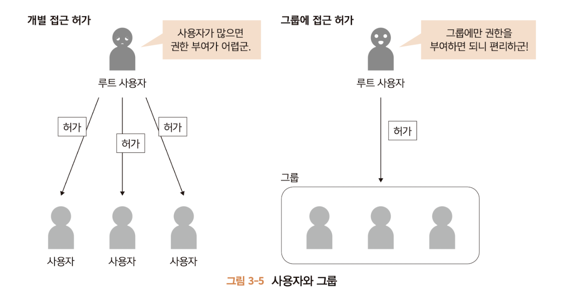 개별 접근 허가
사용자가 많으면
권한 부여가 어렵군.
루트 사용자
허가
허가
허가
사용자
사용자
사용자
그룹에 접근 허가
그룹에만 권한을
부여하면 되니 편리하군!
루트 사용자
허가
그룹
그림 3-5 사용자와 그룹